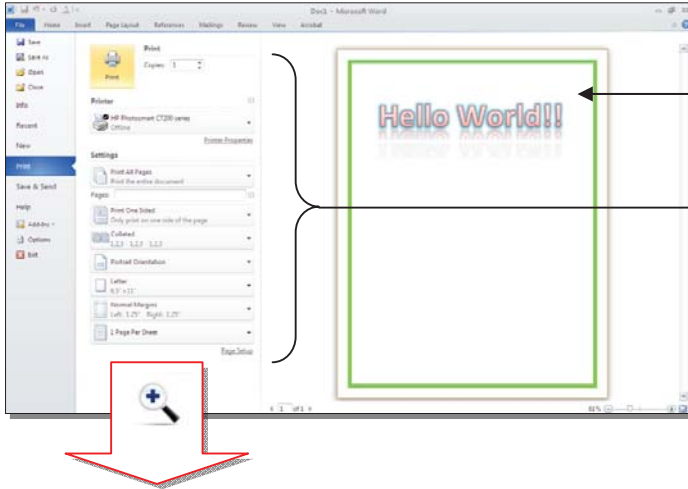 Doc1 - Microsoft Word
File Home Insert Page Layout References Mailings Review View Acrobat
Save
Save As
Open
Close
Info
Recent
New
Print
Save & Send
Help
Add-Ins
Options
Exit
Print
Print
Copies: 1
Printer
HP Photosmart C7200 series
Offline
Printer Properties
Settings
Print All Pages
Print the entire document
Pages:
Print One Sided
Only print on one side of the page
Collated
1,2,3 1,2,3 1,2,3
Portrait Orientation
Letter
8.5" x 11"
Normal Margins
Left: 1.25" Right: 1.25"
1 Page Per Sheet
Page Setup
Hello World!!
1 of 1